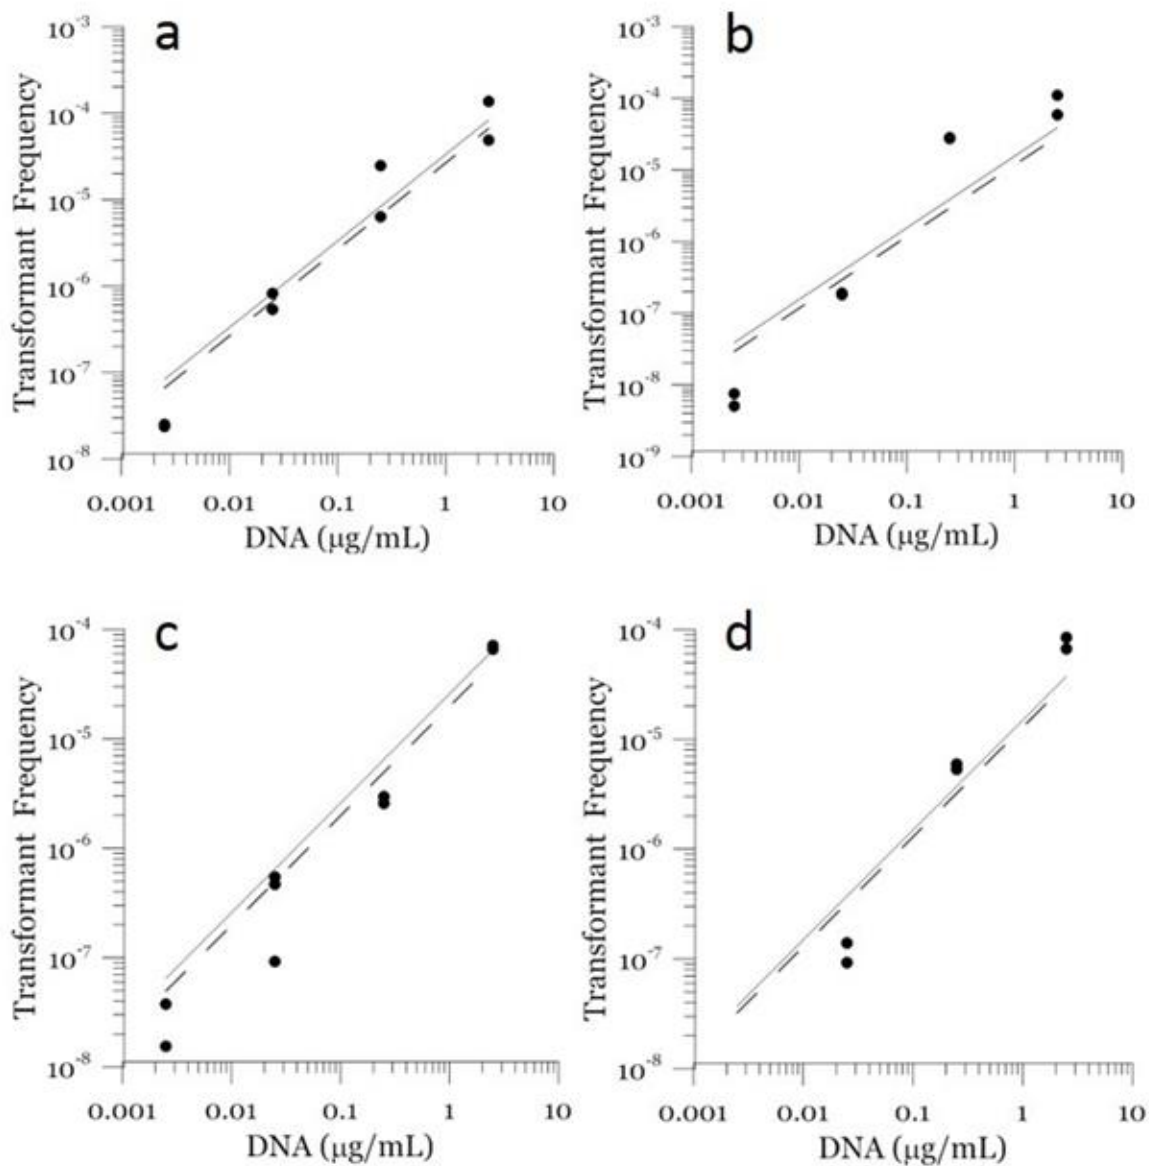 a
Transformant Frequency
10-3
10-4
10-5
10-6
10-7
10-8
0.001 0.01 0.1 1 10
DNA (µg/mL)
b
Transformant Frequency
10-3
10-4
10-5
10-6
10-7
10-8
10-9
0.001 0.01 0.1 1 10
DNA (µg/mL)
c
Transformant Frequency
10-4
10-5
10-6
10-7
10-8
0.001 0.01 0.1 1 10
DNA (µg/mL)
d
Transformant Frequency
10-4
10-5
10-6
10-7
10-8
0.001 0.01 0.1 1 10
DNA (µg/mL)